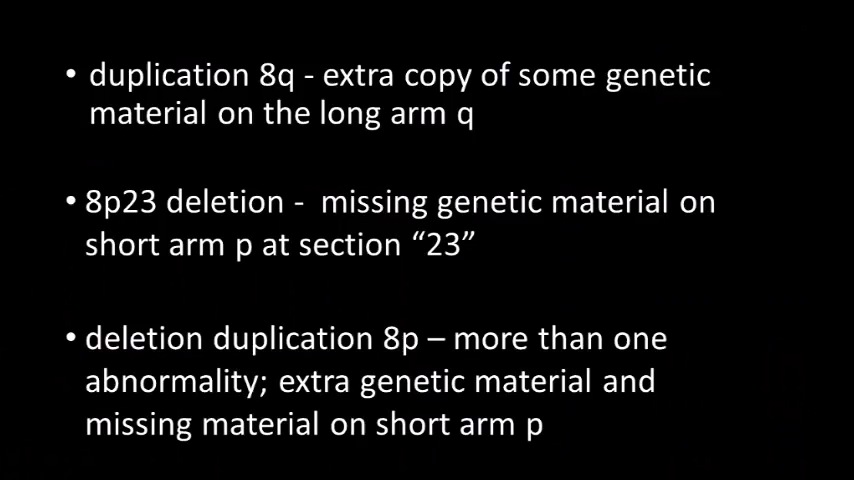 • duplication 8q - extra copy of some genetic
material on the long arm q
• 8p23 deletion - missing genetic material on
short arm p at section “23”
• deletion duplication 8p – more than one
abnormality; extra genetic material and
missing material on short arm p